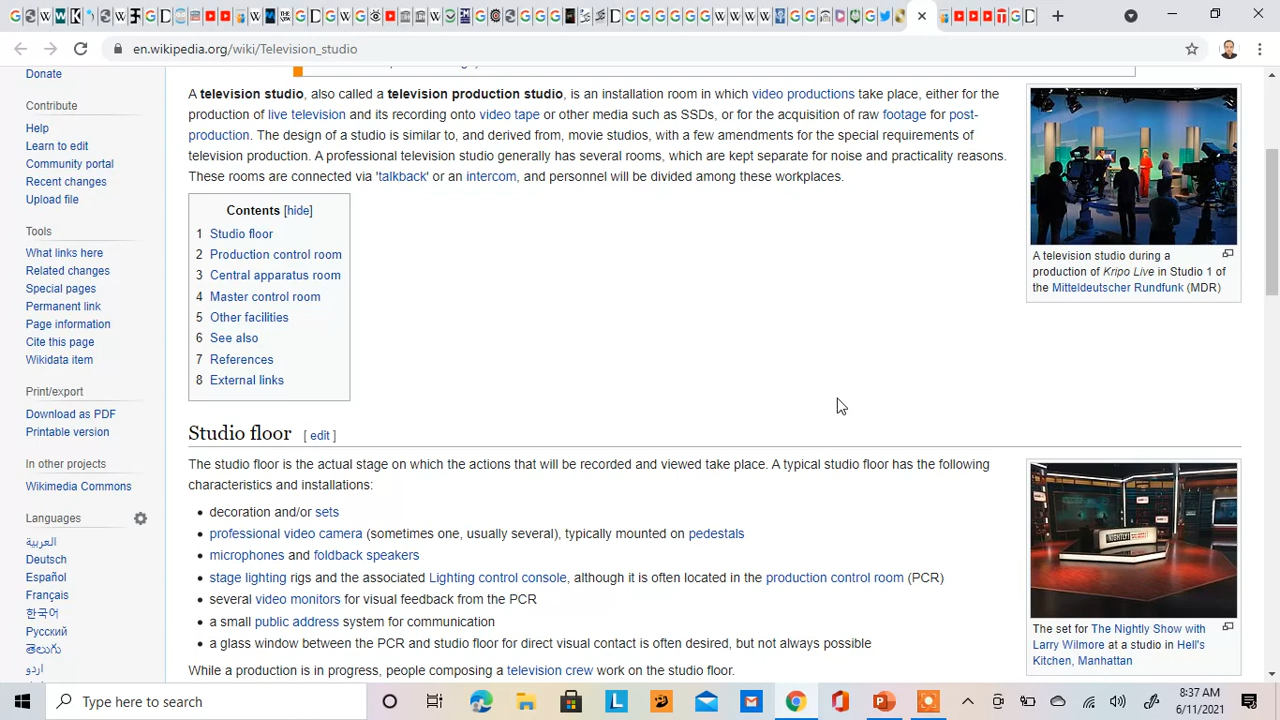 en.wikipedia.org/wiki/Television_studio
Donate
Contribute
Help
Learn to edit
Community portal
Recent changes
Upload file
Tools
What links here
Related changes
Special pages
Permanent link
Page information
Cite this page
Wikidata item
Print/export
Download as PDF
Printable version
In other projects
Wikimedia Commons
Languages
العربية
Deutsch
Español
Français
한국어
Русский
తెలుగు
اردو
A television studio, also called a television production studio, is an installation room in which video productions take place, either for the
production of live television and its recording onto video tape or other media such as SSDs, or for the acquisition of raw footage for post-
production. The design of a studio is similar to, and derived from, movie studios, with a few amendments for the special requirements of
television production. A professional television studio generally has several rooms, which are kept separate for noise and practicality reasons.
These rooms are connected via 'talkback' or an intercom, and personnel will be divided among these workplaces.
Contents [hide]
1 Studio floor
2 Production control room
3 Central apparatus room
4 Master control room
5 Other facilities
6 See also
7 References
8 External links
A television studio during a
production of Kripo Live in Studio 1 of
the Mitteldeutscher Rundfunk (MDR)
Studio floor [ edit ]
The studio floor is the actual stage on which the actions that will be recorded and viewed take place. A typical studio floor has the following
characteristics and installations:
• decoration and/or sets
• professional video camera (sometimes one, usually several), typically mounted on pedestals
• microphones and foldback speakers
• stage lighting rigs and the associated Lighting control console, although it is often located in the production control room (PCR)
• several video monitors for visual feedback from the PCR
• a small public address system for communication
• a glass window between the PCR and studio floor for direct visual contact is often desired, but not always possible
While a production is in progress, people composing a television crew work on the studio floor.
The set for The Nightly Show with
Larry Wilmore at a studio in Hell's
Kitchen, Manhattan
Type here to search
8:37 AM
6/11/2021